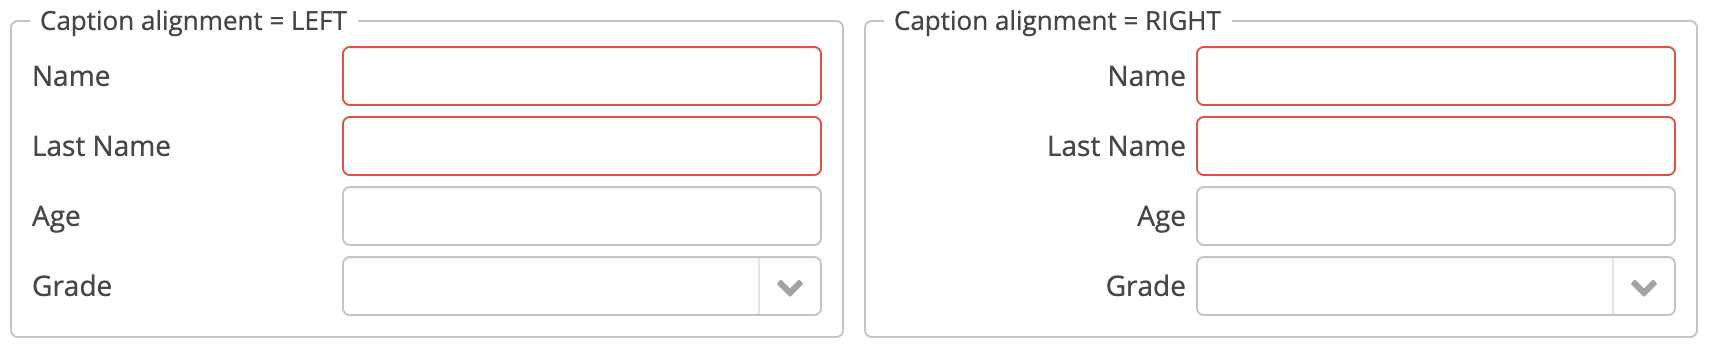 Caption alignment = LEFT
Name
Last Name
Age
Grade
Caption alignment = RIGHT
Name
Last Name
Age
Grade